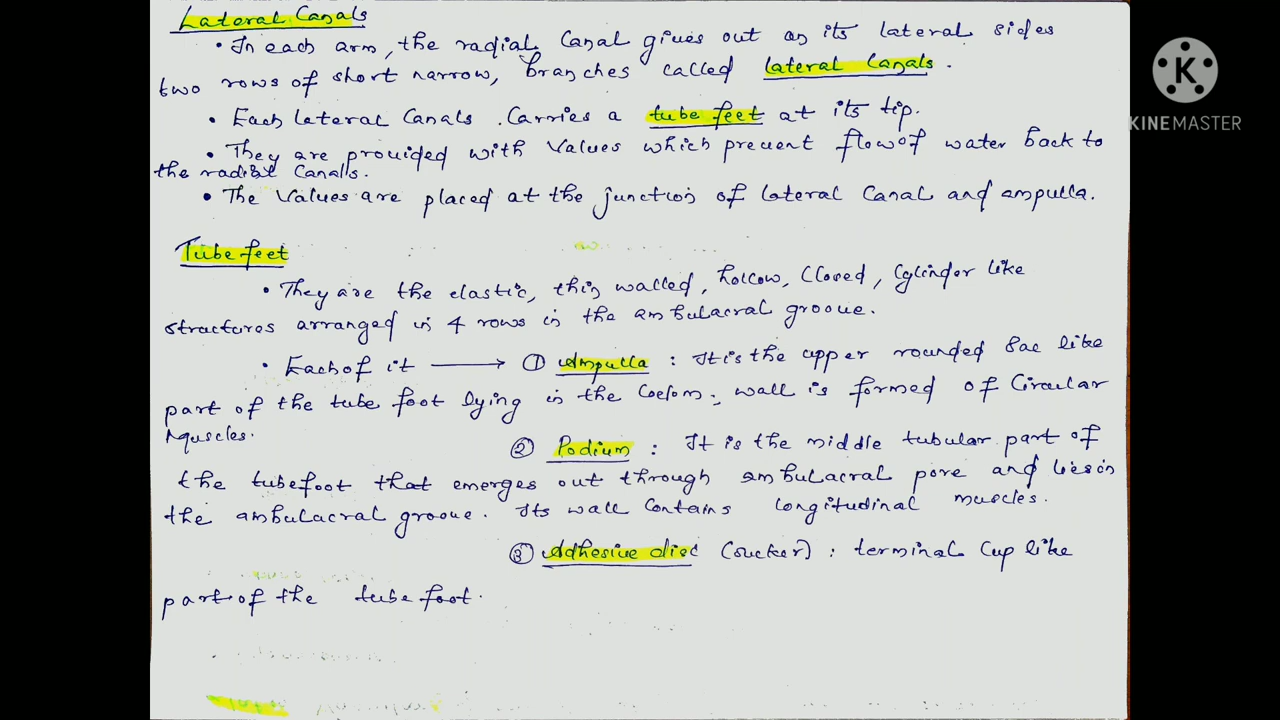 Lateral Canals
• In each arm, the radial Canal gives out on its lateral sides
two rows of short narrow, branches called lateral Canals.
• Each lateral Canals. Carries a tube feet at its tip.
• They are provided with Valves which prevent flow of water back to
the radial Canals.
• The Valves are placed at the junction of lateral Canal and ampulla.
Tube feet
• They are the elastic, thin walled, hollow, Closed, Cylinder like
structures arranged in 4 rows in the ambulacral groove.
• Each of it → ① Ampulla : It is the upper rounded Sac like
part of the tube foot lying in the Coelom; wall is formed of Circular
Muscles.
② Podium : It is the middle tubular part of
the tubefoot that emerges out through ambulacral pore and lies in
the ambulacral groove. Its wall Contains longitudinal muscles.
③ Adhesive disc (sucker) : terminal Cup like
part of the tube foot.
K
KINEMASTER